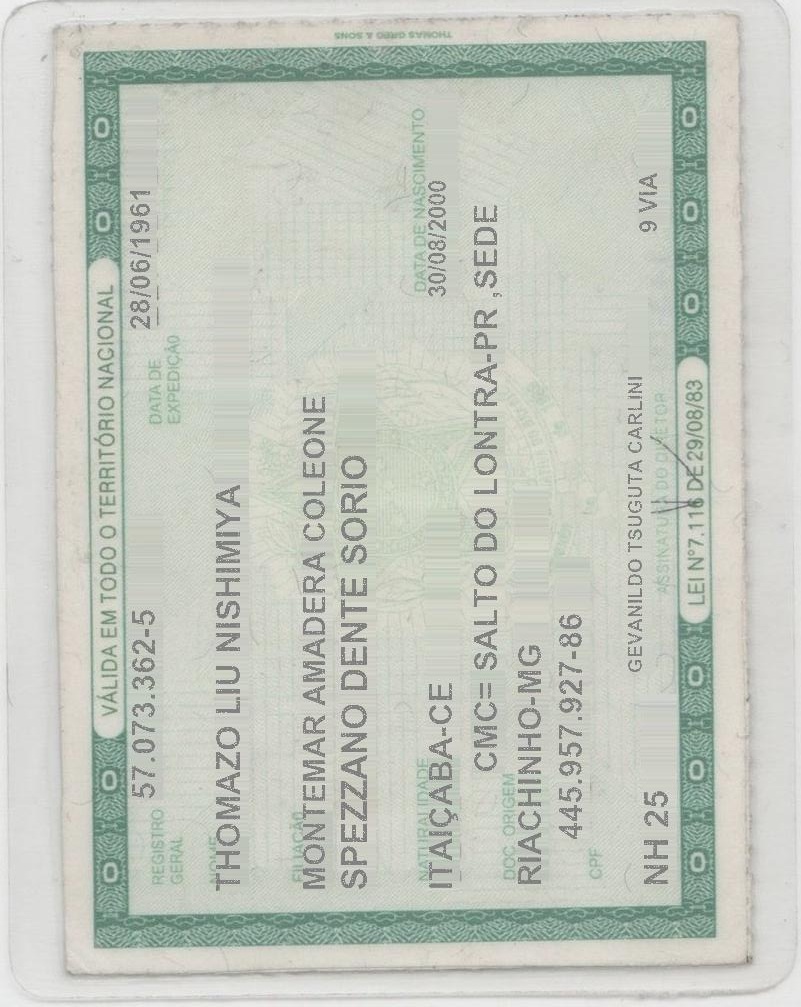 THOMAS GREG & SONS
VÁLIDA EM TODO O TERRITÓRIO NACIONAL
REGISTRO GERAL 57.073.362-5 DATA DE EXPEDIÇÃO 28/06/1961
NOME
THOMAZO LIU NISHIMIYA
FILIAÇÃO
MONTEMAR AMADERA COLEONE
SPEZZANO DENTE SORIO
NATURALIDADE DATA DE NASCIMENTO
ITAIÇABA-CE 30/08/2000
DOC ORIGEM CMC= SALTO DO LONTRA-PR ,SEDE
RIACHINHO-MG
CPF 445.957.927-86
GEVANILDO TSUGUTA CARLINI
NH 25 9 VIA
ASSINATURA DO DIRETOR
LEI Nº7.116 DE 29/08/83